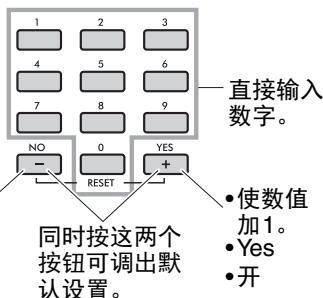 1 2 3
4 5 6
7 8 9
NO 0 YES
− +
RESET
直接输入
数字。
同时按这两个
按钮可调出默
认设置。
•使数值
加1。
•Yes
•开